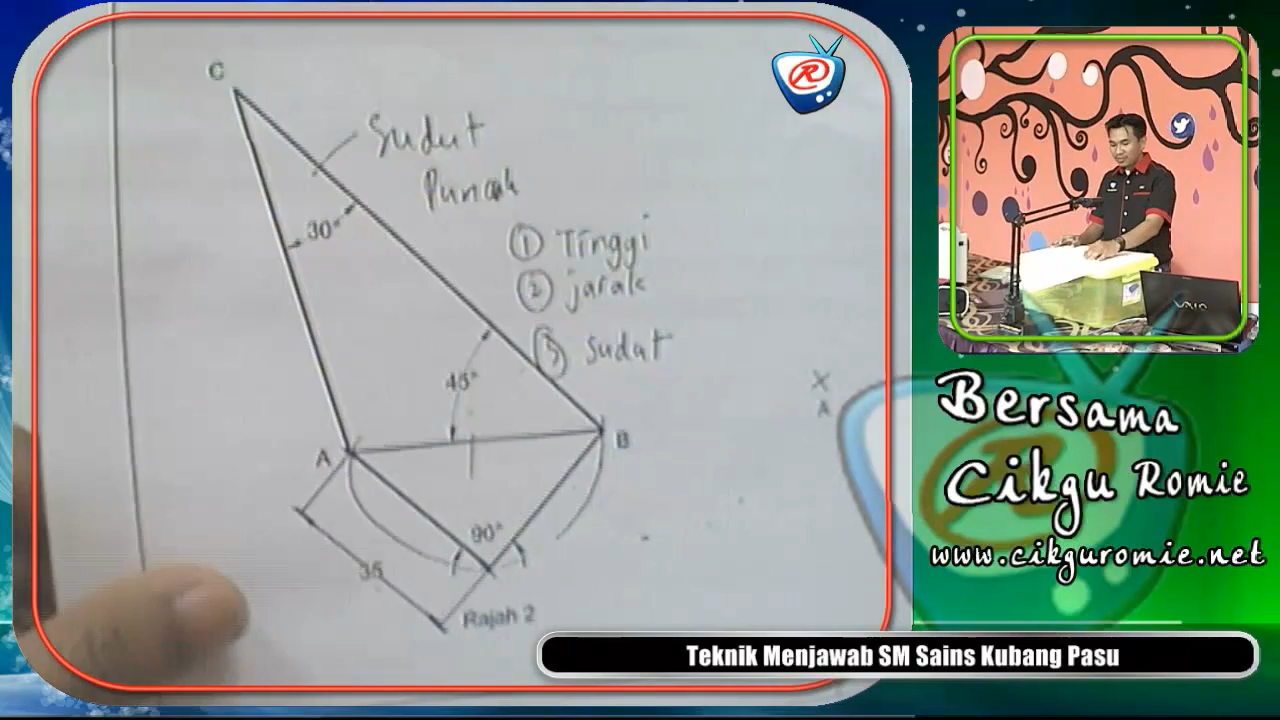 C
Sudut
Puncak
30°
① Tinggi
② jarak
③ sudut
45°
A
B
X
A
90°
35
Rajah 2
R
VAIO
Bersama
Cikgu Romie
www.cikguromie.net
Teknik Menjawab SM Sains Kubang Pasu